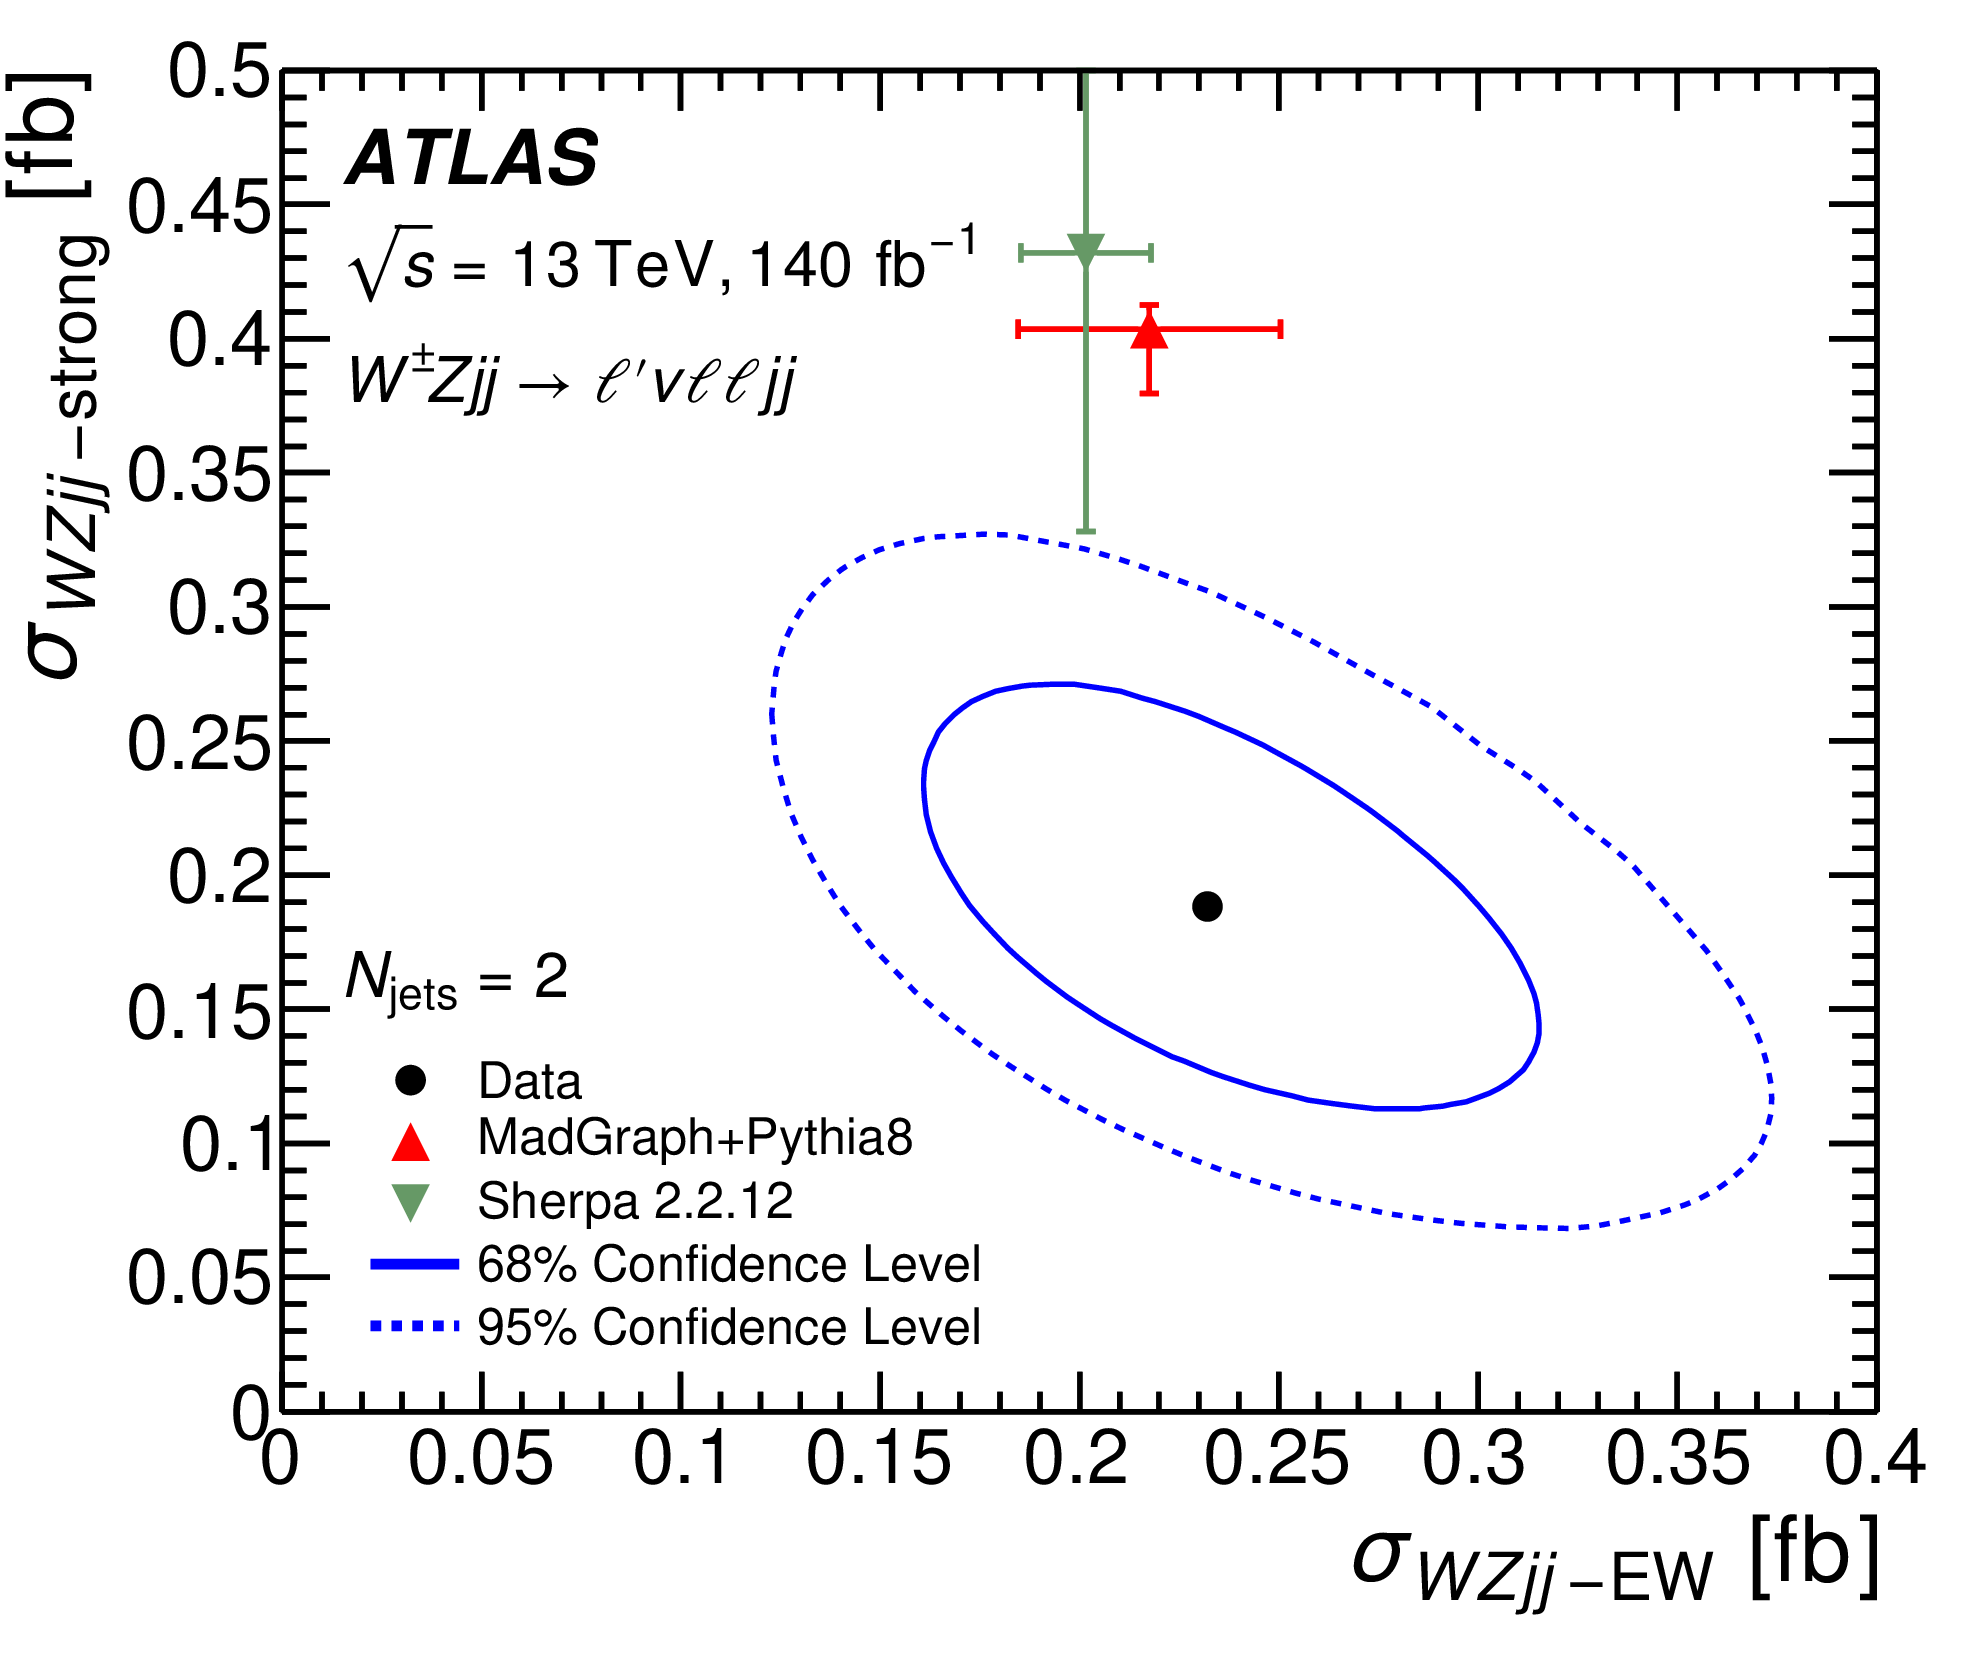 σWZjj−strong [fb]
0.5
0.45
0.4
0.35
0.3
0.25
0.2
0.15
0.1
0.05
0
ATLAS
√s = 13 TeV, 140 fb−1
W±Zjj → ℓ′νℓℓjj
Njets = 2
Data
MadGraph+Pythia8
Sherpa 2.2.12
68% Confidence Level
95% Confidence Level
0 0.05 0.1 0.15 0.2 0.25 0.3 0.35 0.4
σWZjj−EW [fb]